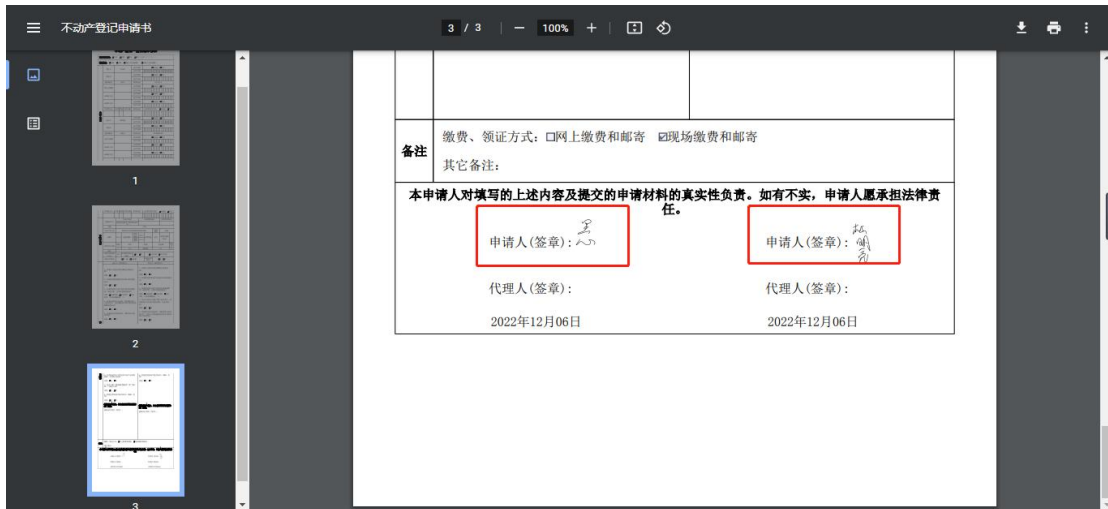 不动产登记申请书
3 / 3
100%
备注
缴费、领证方式：☐网上缴费和邮寄 ☑现场缴费和邮寄
其它备注：
本申请人对填写的上述内容及提交的申请材料的真实性负责。如有不实，申请人愿承担法律责
任。
申请人(签章)：
申请人(签章)：
代理人(签章)：
代理人(签章)：
2022年12月06日
2022年12月06日
1
2
3